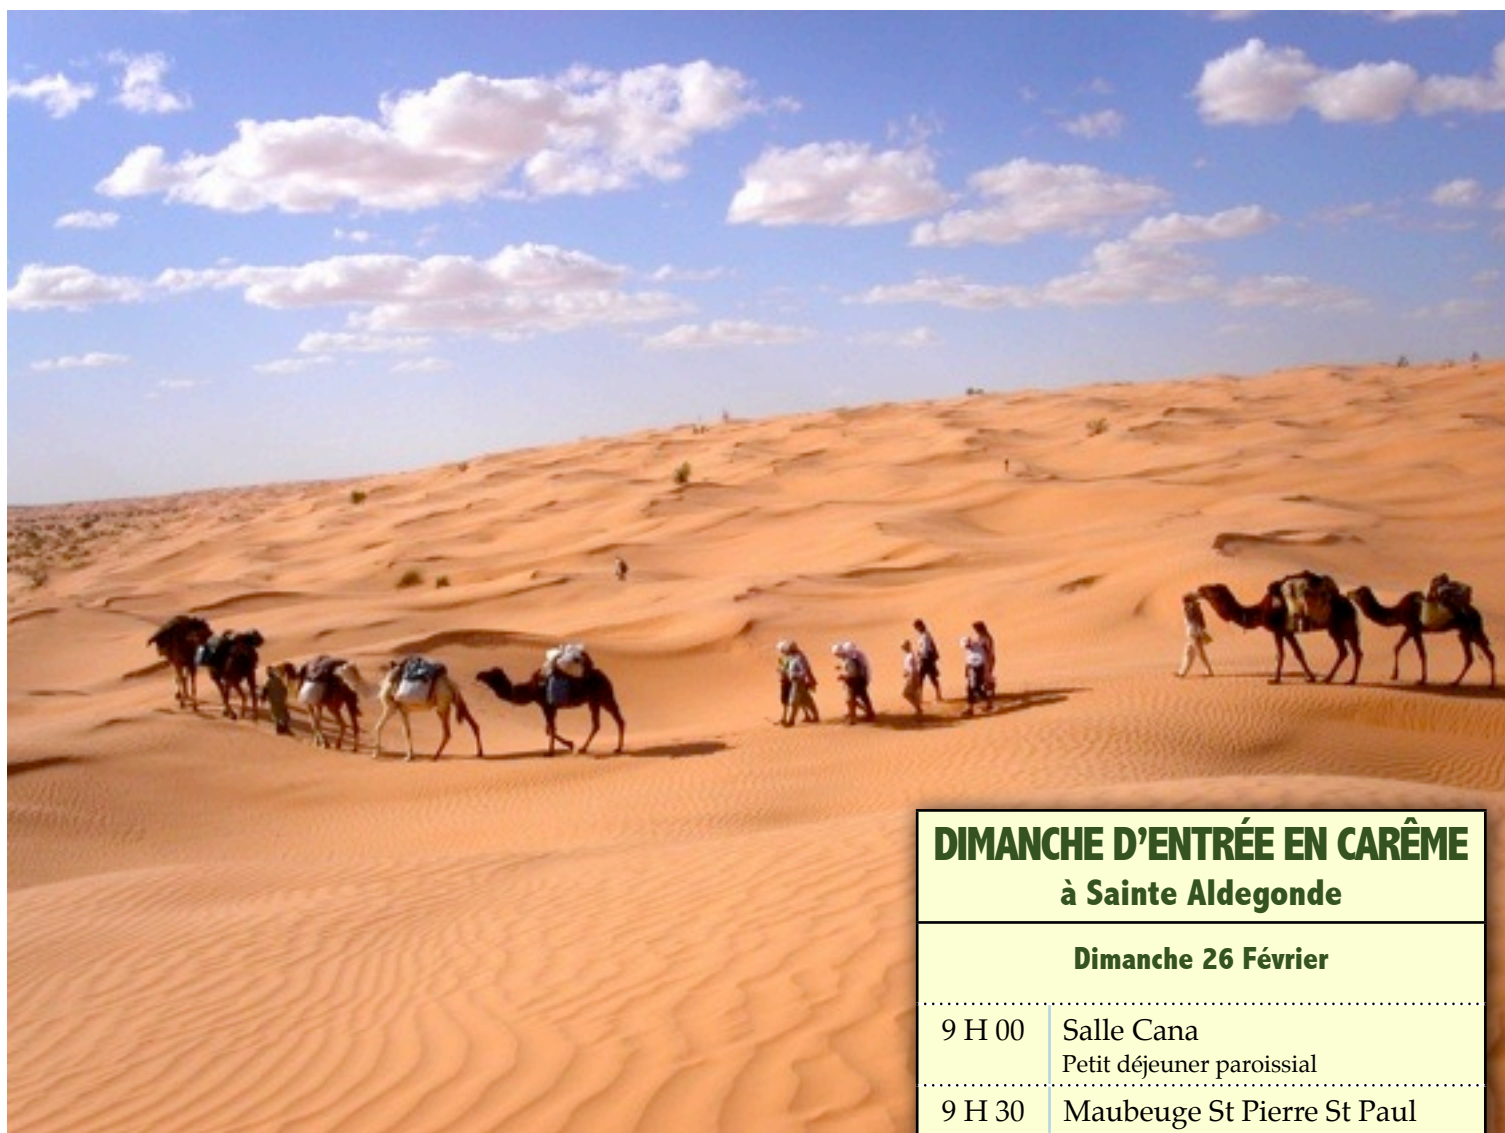 DIMANCHE D’ENTRÉE EN CARÊME
à Sainte Aldegonde
Dimanche 26 Février
9 H 00 Salle Cana
Petit déjeuner paroissial
9 H 30 Maubeuge St Pierre St Paul